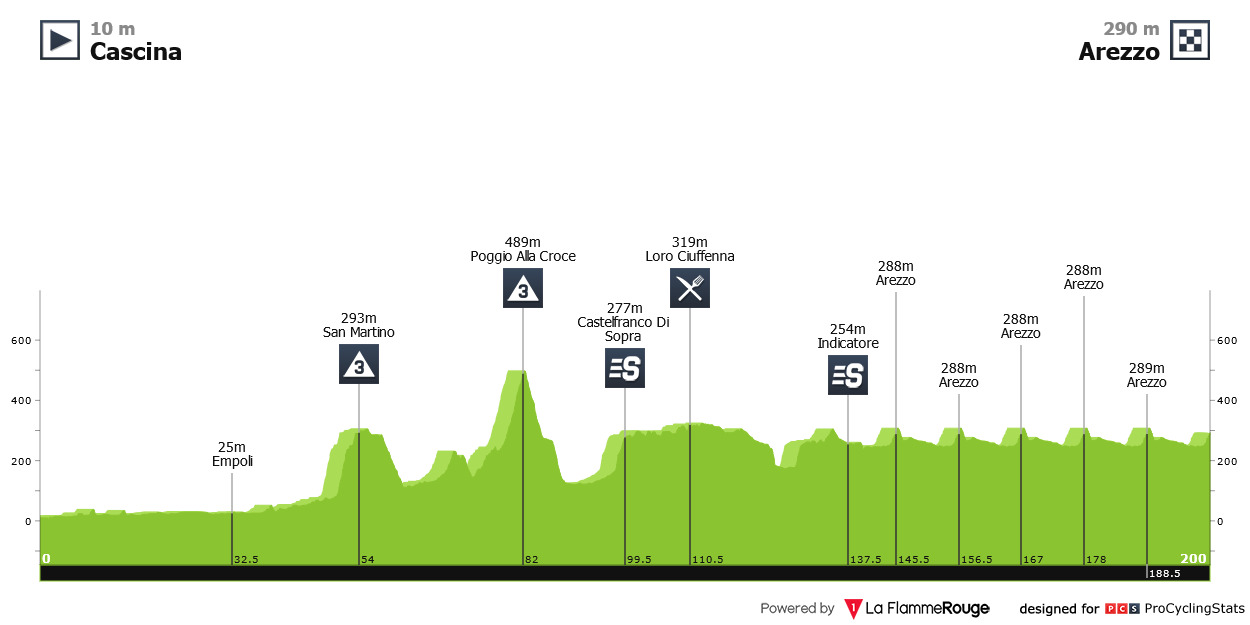 10 m
Cascina
290 m
Arezzo
489m
Poggio Alla Croce
319m
Loro Ciuffenna
288m
Arezzo
288m
Arezzo
293m
San Martino
277m
Castelfranco Di
Sopra
254m
Indicatore
288m
Arezzo
288m
Arezzo
289m
Arezzo
25m
Empoli
3
3
S
S
600
400
200
0
600
400
200
0
0
32.5
54
82
99.5
110.5
137.5
145.5
156.5
167
178
200
188.5
Powered by 1 La FlammeRouge designed for PCS ProCyclingStats